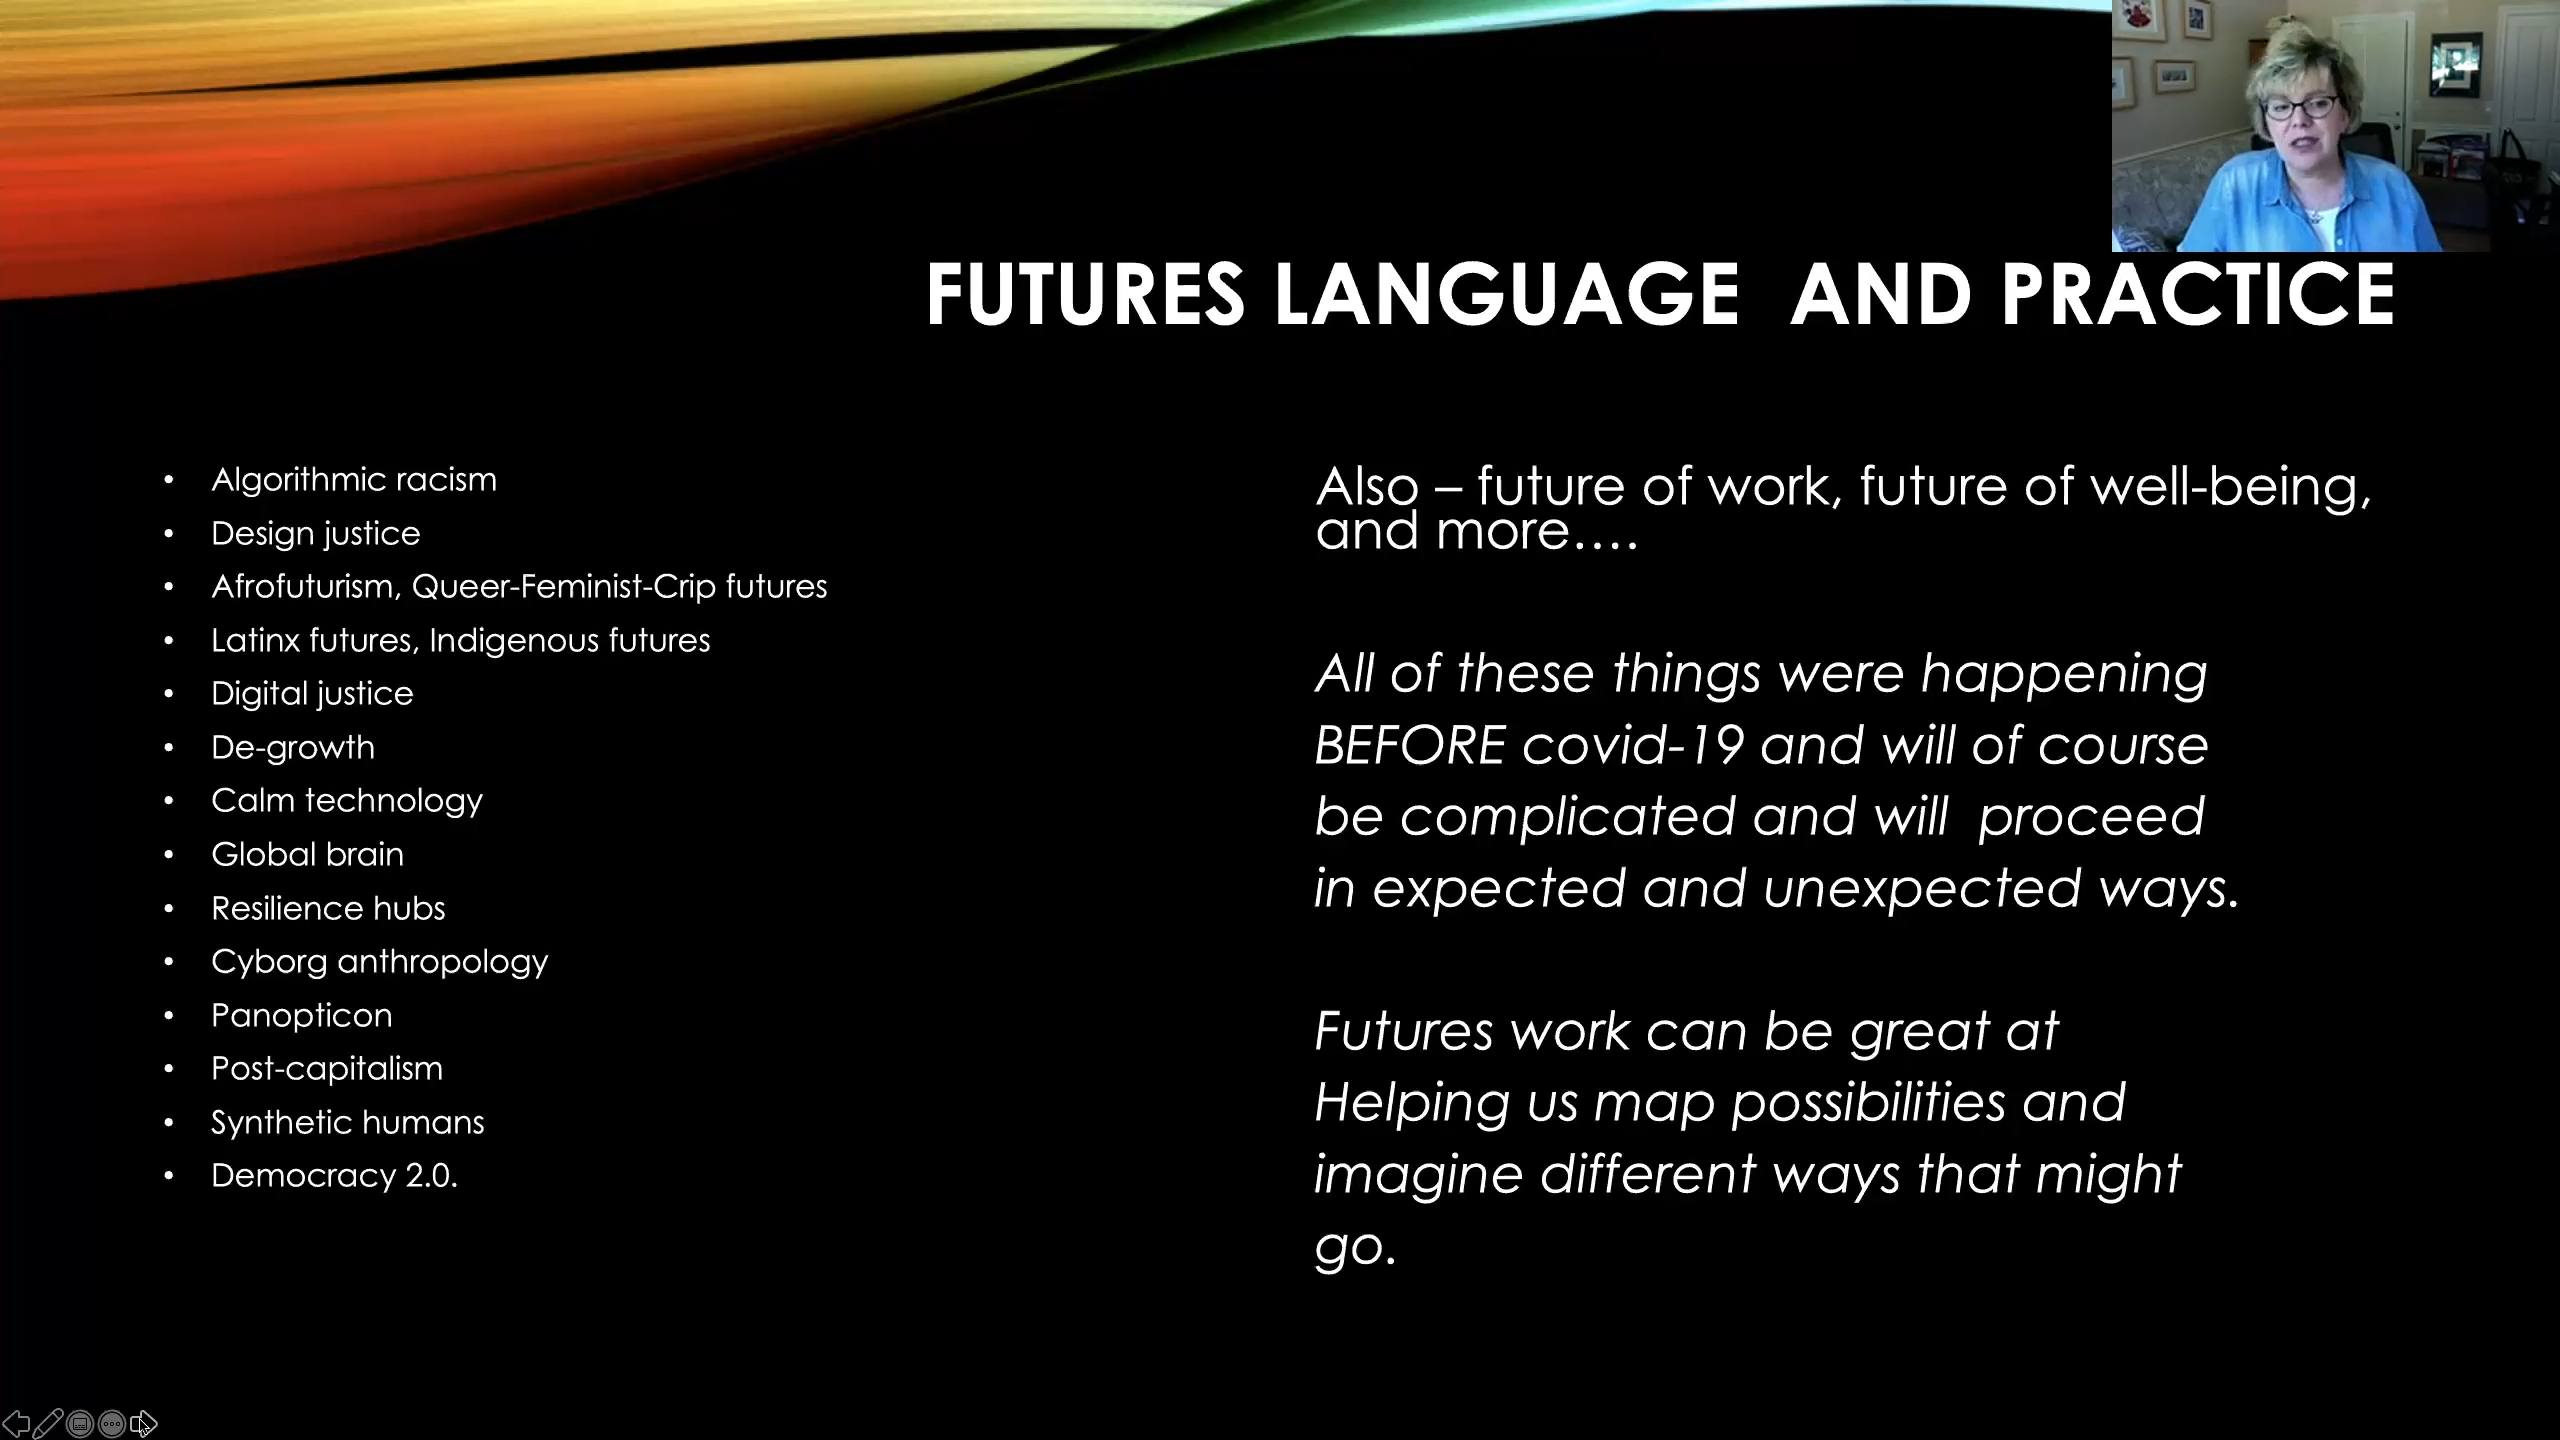 FUTURES LANGUAGE  AND PRACTICE
• Algorithmic racism
• Design justice
• Afrofuturism, Queer-Feminist-Crip futures
• Latinx futures, Indigenous futures
• Digital justice
• De-growth
• Calm technology
• Global brain
• Resilience hubs
• Cyborg anthropology
• Panopticon
• Post-capitalism
• Synthetic humans
• Democracy 2.0.
Also – future of work, future of well-being,
and more….
All of these things were happening
BEFORE covid-19 and will of course
be complicated and will  proceed
in expected and unexpected ways.
Futures work can be great at
Helping us map possibilities and
imagine different ways that might
go.